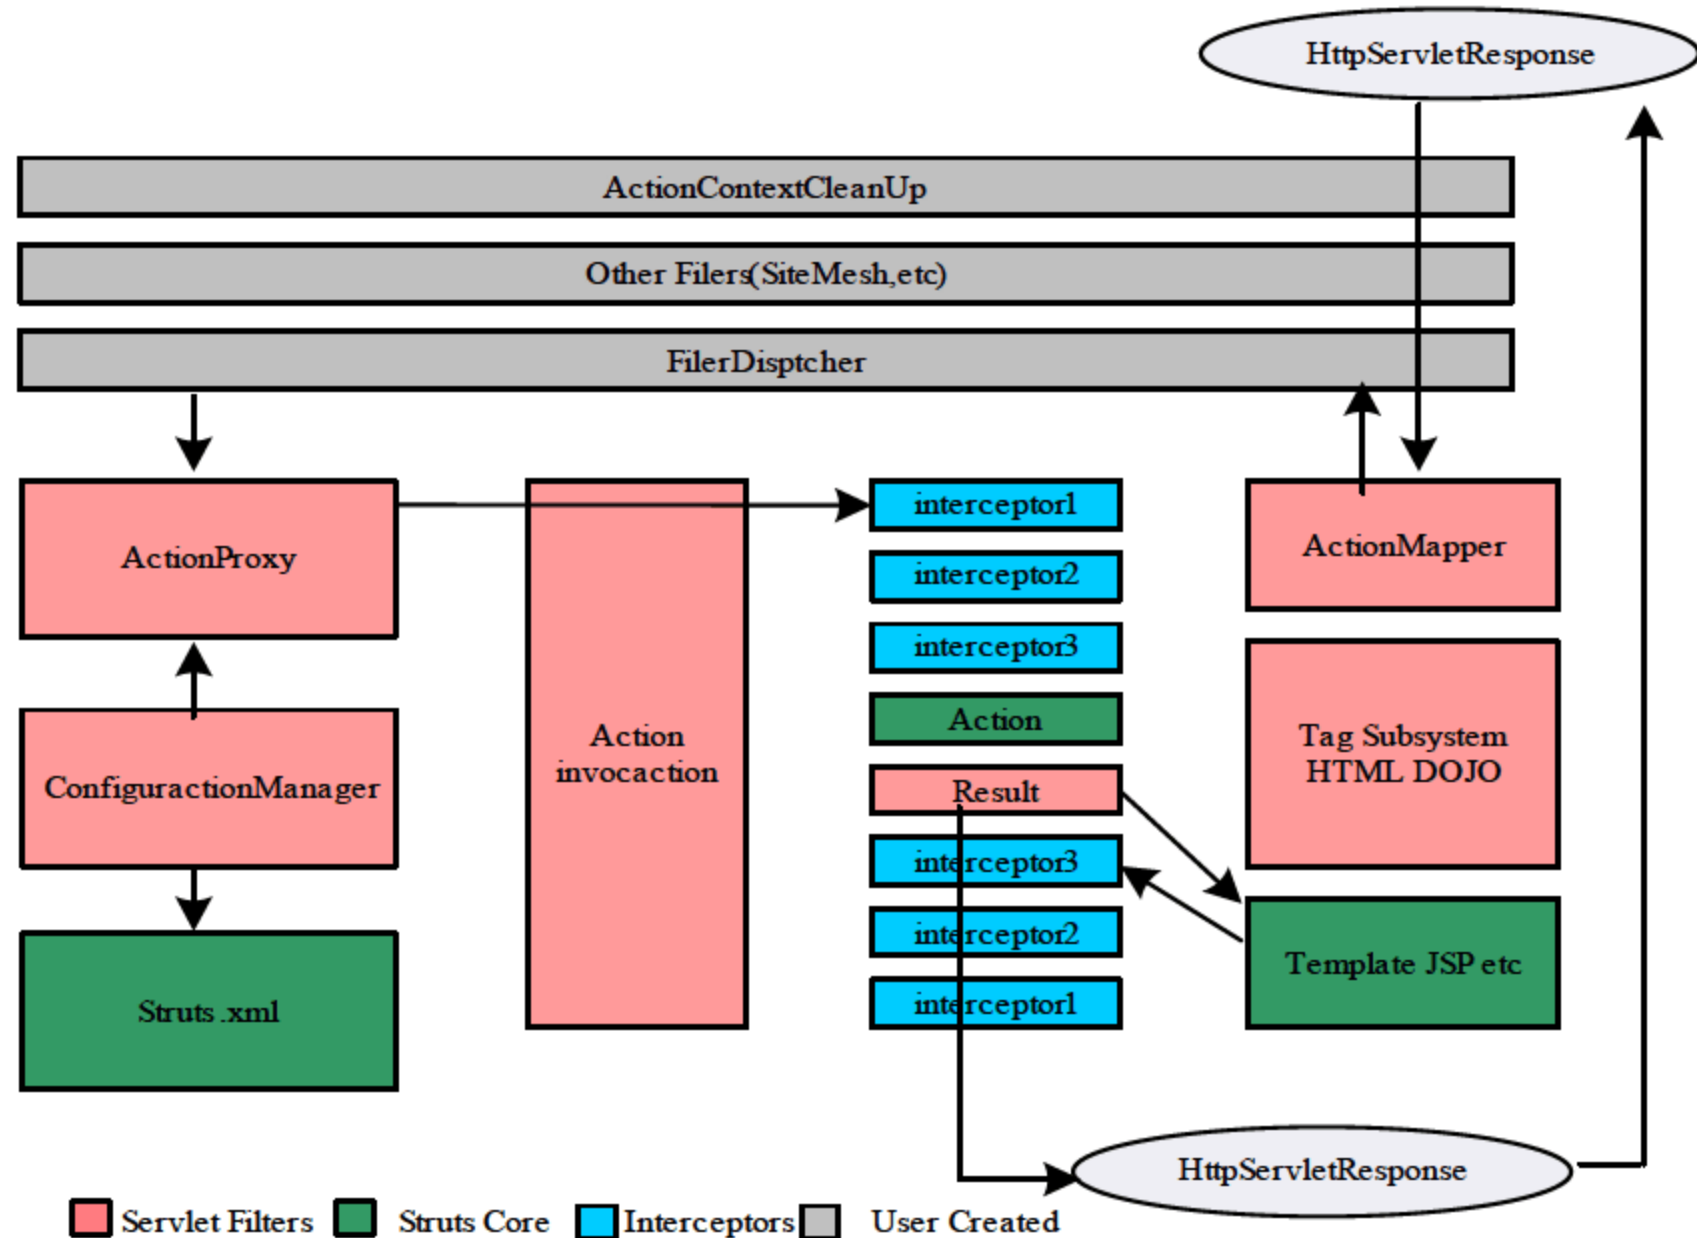 HttpServletResponse
ActionContextCleanUp
Other Filers(SiteMesh,etc)
FilerDisptcher
ActionProxy
ConfiguractionManager
Struts.xml
Action
invocaction
interceptor1
interceptor2
interceptor3
Action
Result
interceptor3
interceptor2
interceptor1
ActionMapper
Tag Subsystem
HTML DOJO
Template JSP etc
HttpServletResponse
Servlet Filters
Struts Core
Interceptors
User Created